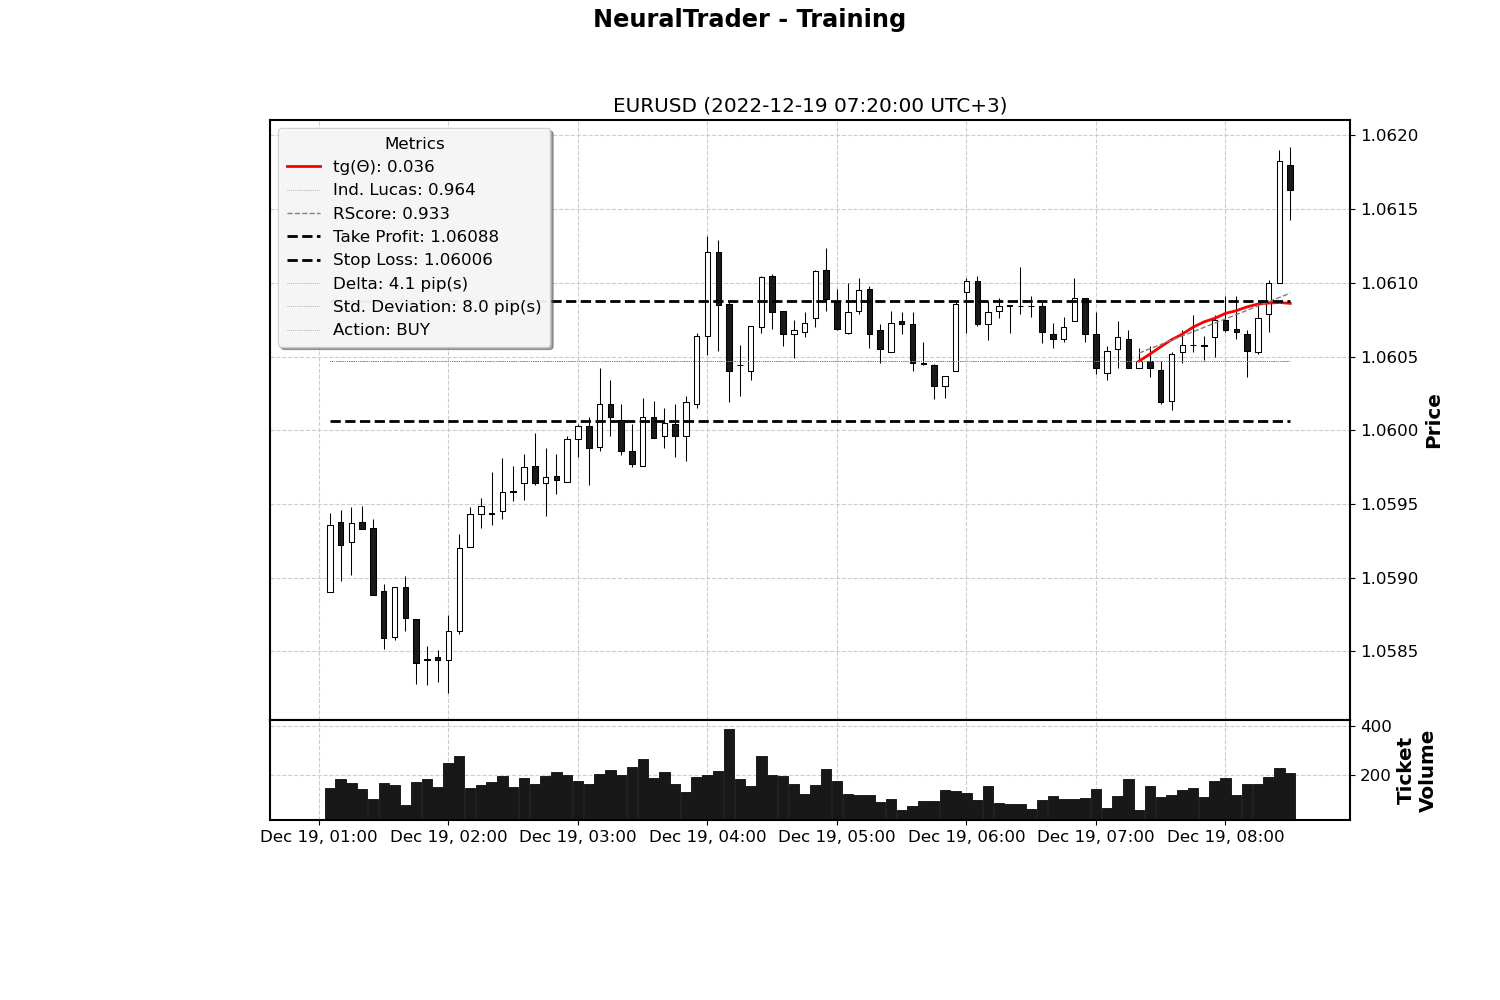 NeuralTrader - Training
EURUSD (2022-12-19 07:20:00 UTC+3)
Metrics
tg(Θ): 0.036
Ind. Lucas: 0.964
RScore: 0.933
Take Profit: 1.06088
Stop Loss: 1.06006
Delta: 4.1 pip(s)
Std. Deviation: 8.0 pip(s)
Action: BUY
1.0620
1.0615
1.0610
1.0605
1.0600
1.0595
1.0590
1.0585
Price
400
200
Ticket
Volume
Dec 19, 01:00 Dec 19, 02:00 Dec 19, 03:00 Dec 19, 04:00 Dec 19, 05:00 Dec 19, 06:00 Dec 19, 07:00 Dec 19, 08:00